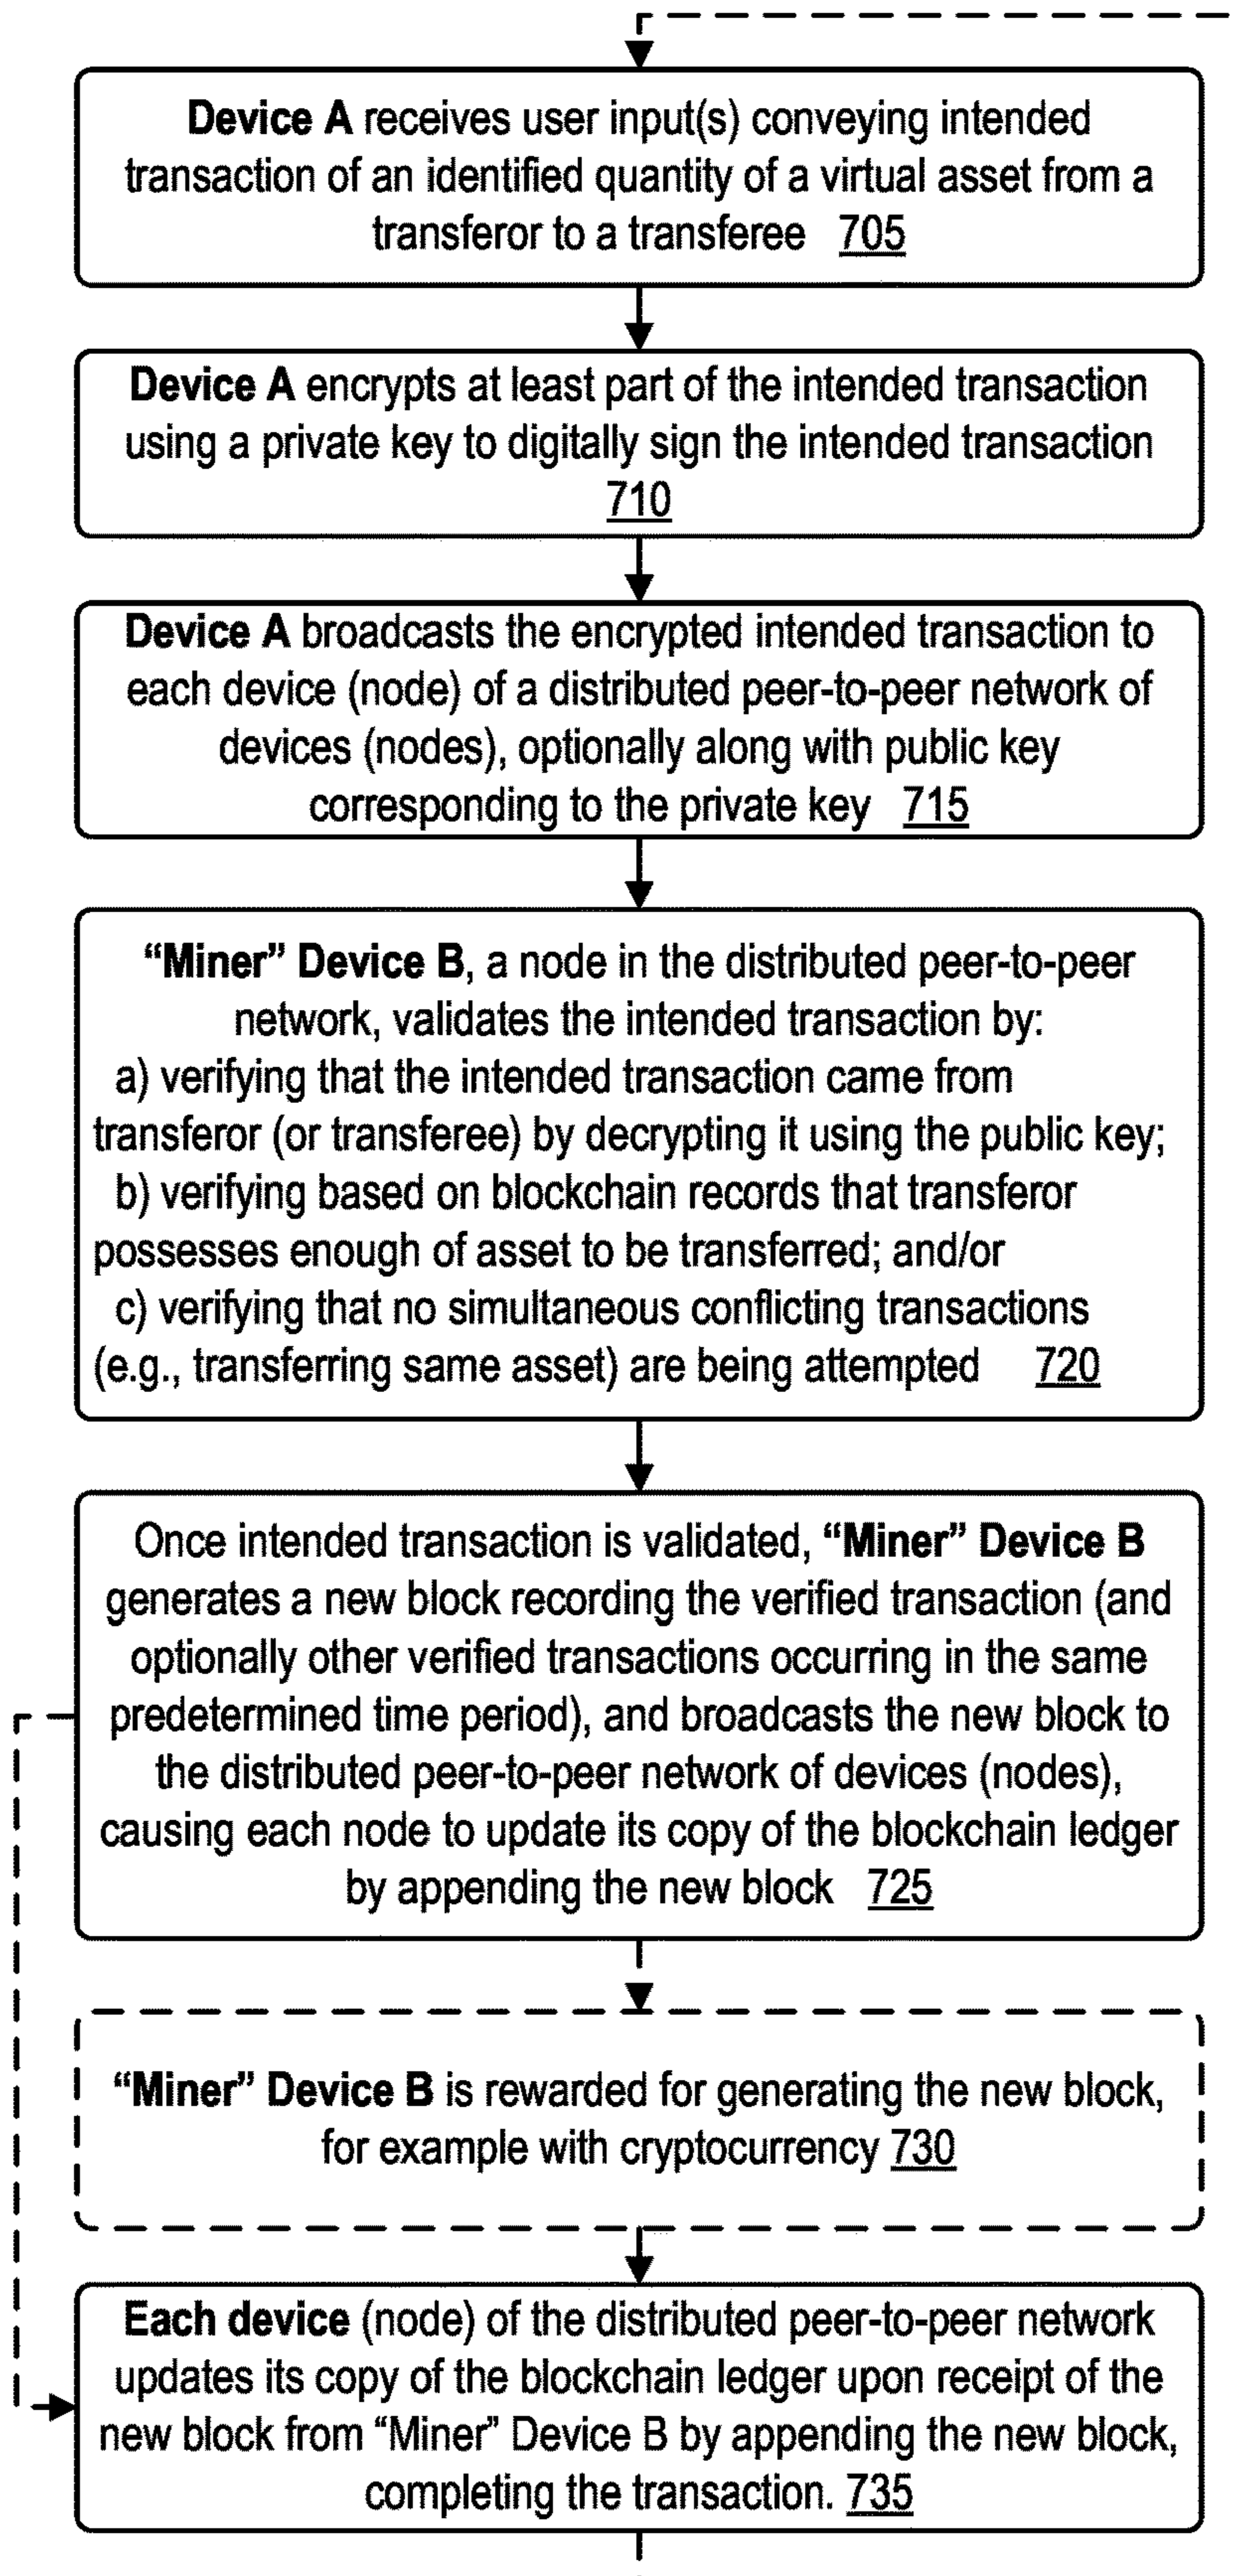 Device A receives user input(s) conveying intended
transaction of an identified quantity of a virtual asset from a
transferor to a transferee 705
Device A encrypts at least part of the intended transaction
using a private key to digitally sign the intended transaction
710
Device A broadcasts the encrypted intended transaction to
each device (node) of a distributed peer-to-peer network of
devices (nodes), optionally along with public key
corresponding to the private key 715
“Miner” Device B, a node in the distributed peer-to-peer
network, validates the intended transaction by:
a) verifying that the intended transaction came from
transferor (or transferee) by decrypting it using the public key;
b) verifying based on blockchain records that transferor
possesses enough of asset to be transferred; and/or
c) verifying that no simultaneous conflicting transactions
(e.g., transferring same asset) are being attempted 720
Once intended transaction is validated, “Miner” Device B
generates a new block recording the verified transaction (and
optionally other verified transactions occurring in the same
predetermined time period), and broadcasts the new block to
the distributed peer-to-peer network of devices (nodes),
causing each node to update its copy of the blockchain ledger
by appending the new block 725
“Miner” Device B is rewarded for generating the new block,
for example with cryptocurrency 730
Each device (node) of the distributed peer-to-peer network
updates its copy of the blockchain ledger upon receipt of the
new block from “Miner” Device B by appending the new block,
completing the transaction. 735